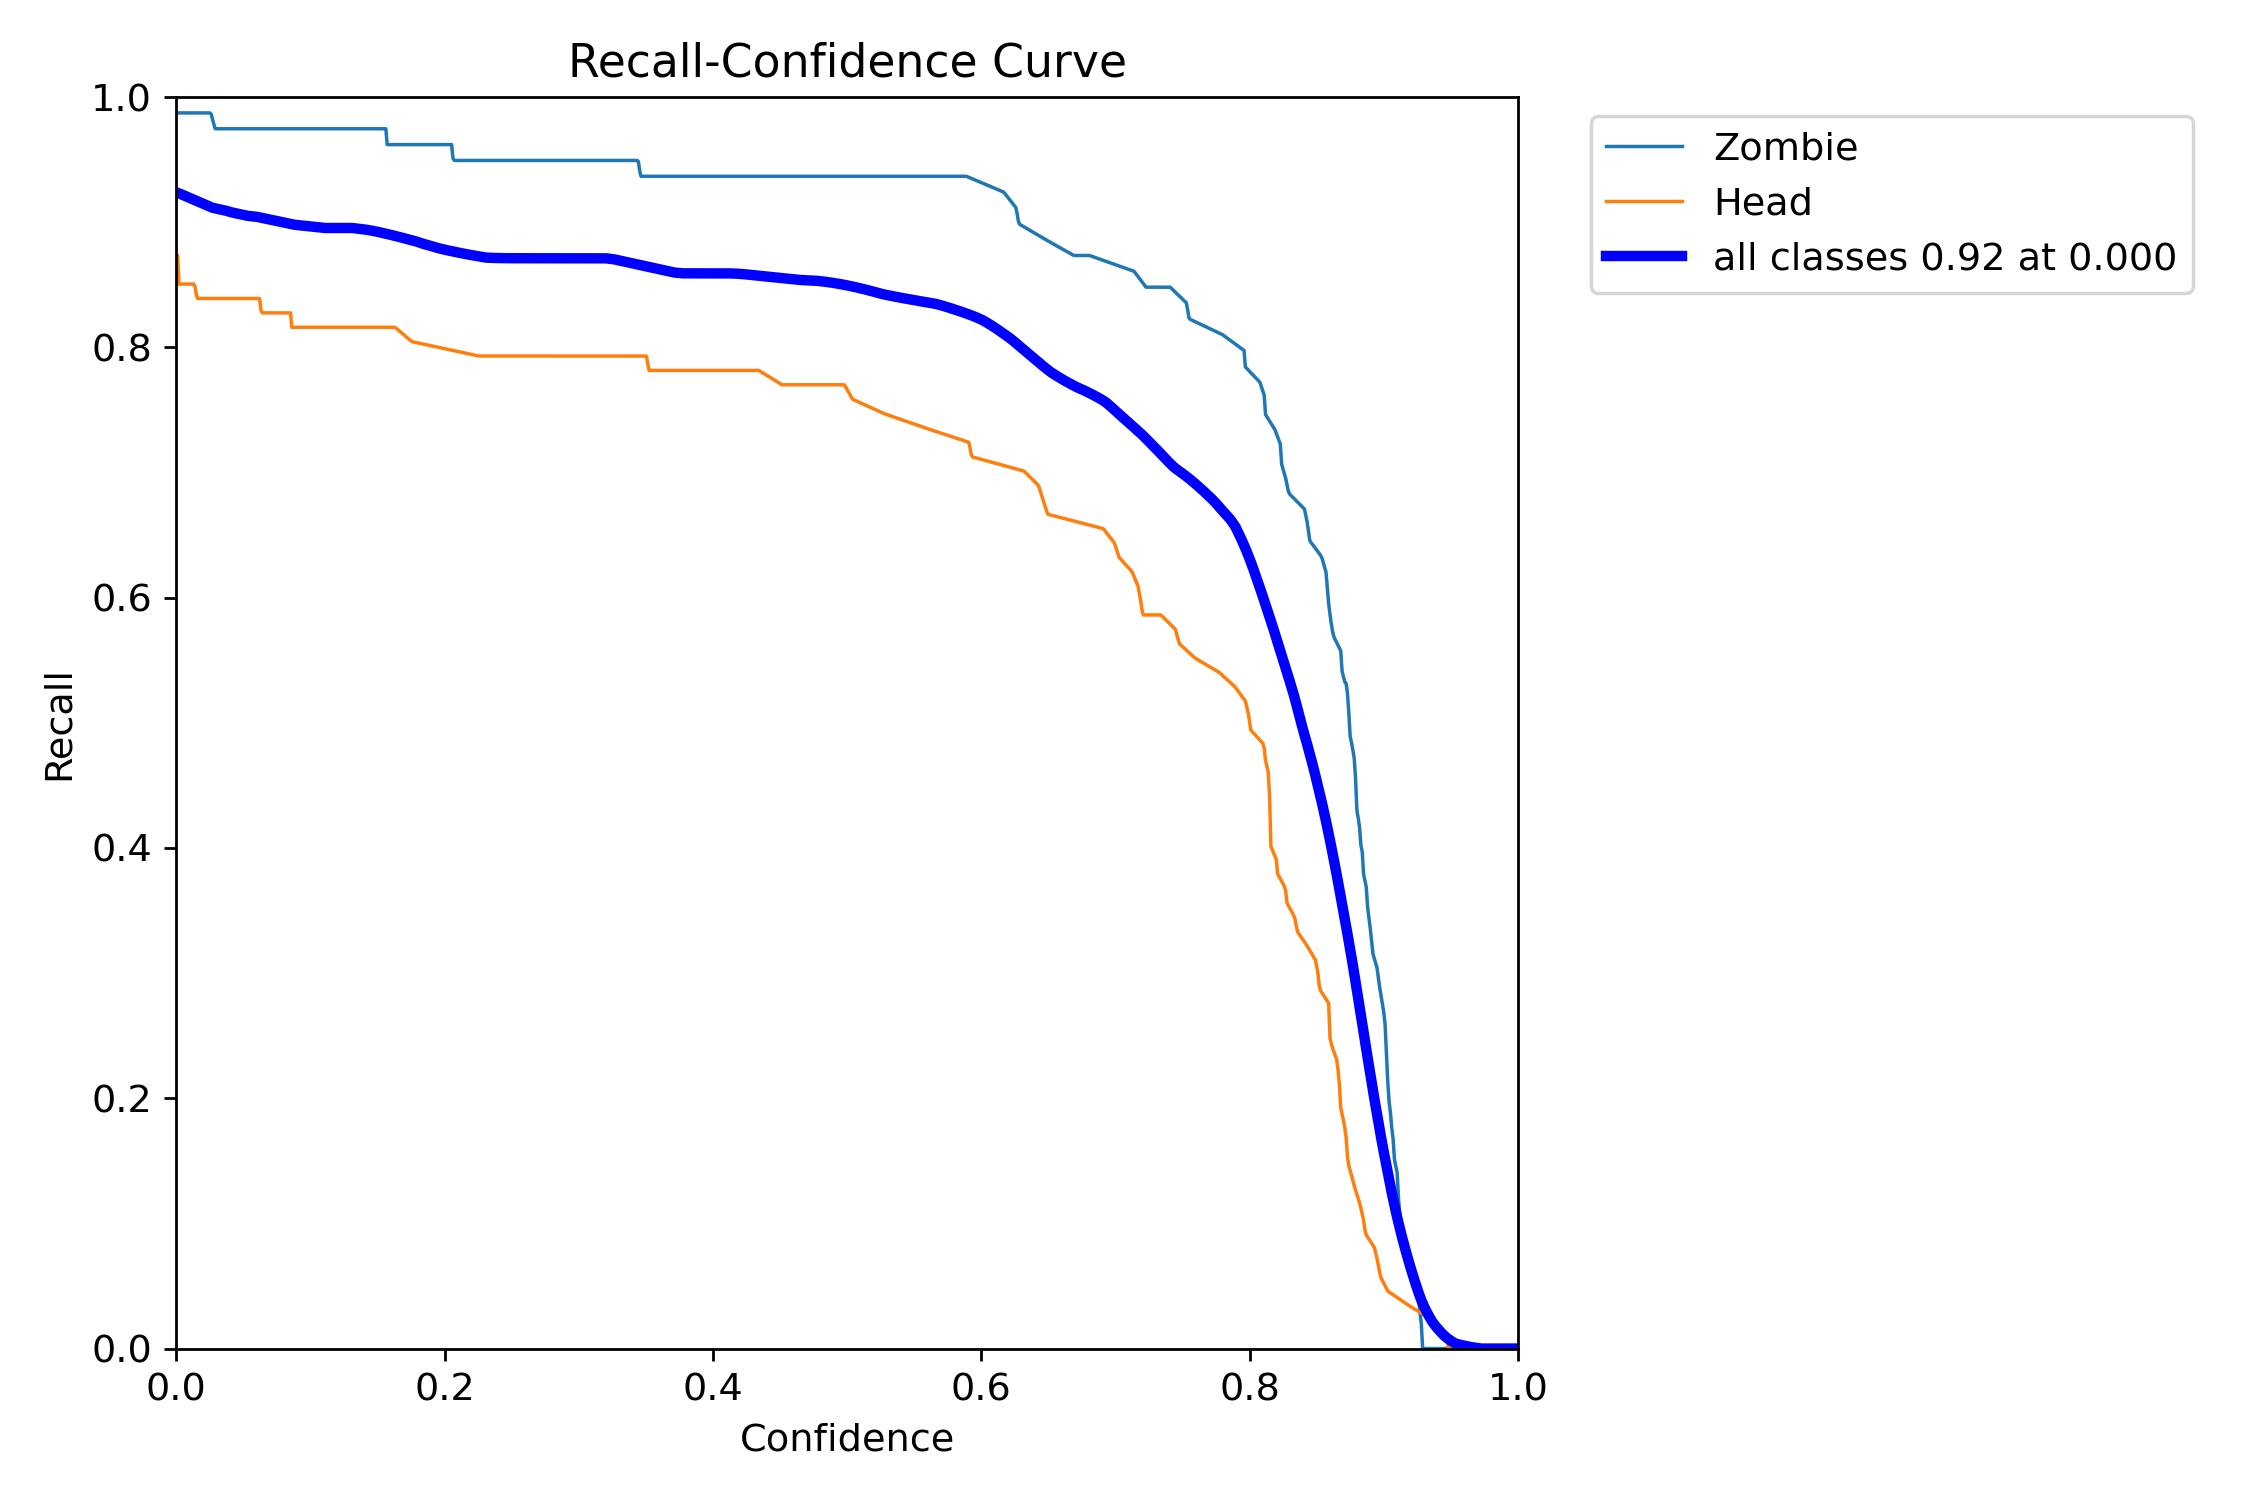 Recall-Confidence Curve
1.0
0.8
0.6
0.4
0.2
0.0
Recall
0.0 0.2 0.4 0.6 0.8 1.0
Confidence
Zombie
Head
all classes 0.92 at 0.000